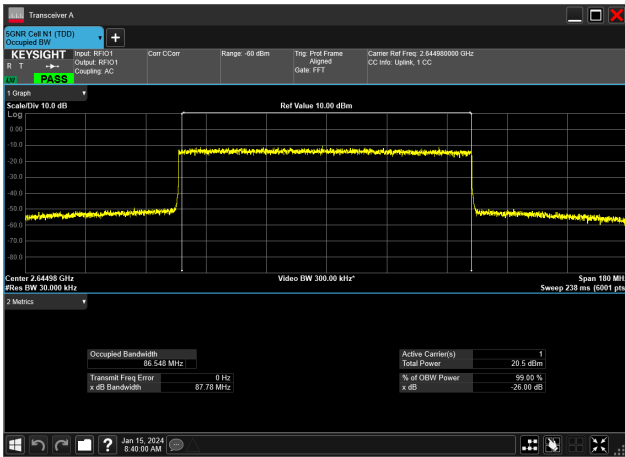 Transceiver A
5GNR Cell N1 (TDD)
Occupied BW
KEYSIGHT
R T
LNI
PASS
Input: RFIO1
Output: RFIO1
Coupling: AC
Corr CCorr
Range: -60 dBm
Trig: Prot Frame
Aligned
Gate: FFT
Carrier Ref Freq: 2.644980000 GHz
CC Info: Uplink, 1 CC
1 Graph
Scale/Div 10.0 dB
Ref Value 10.00 dBm
Log
0.00
-10.0
-20.0
-30.0
-40.0
-50.0
-60.0
-70.0
-80.0
Center 2.64498 GHz
Video BW 300.00 kHz*
Span 180 MHz
#Res BW 30.000 kHz
Sweep 238 ms (6001 pts)
2 Metrics
Occupied Bandwidth
86.548 MHz
Transmit Freq Error 0 Hz
x dB Bandwidth 87.78 MHz
Active Carrier(s) 1
Total Power 20.5 dBm
% of OBW Power 99.00 %
x dB -26.00 dB
?
Jan 15, 2024
8:40:00 AM